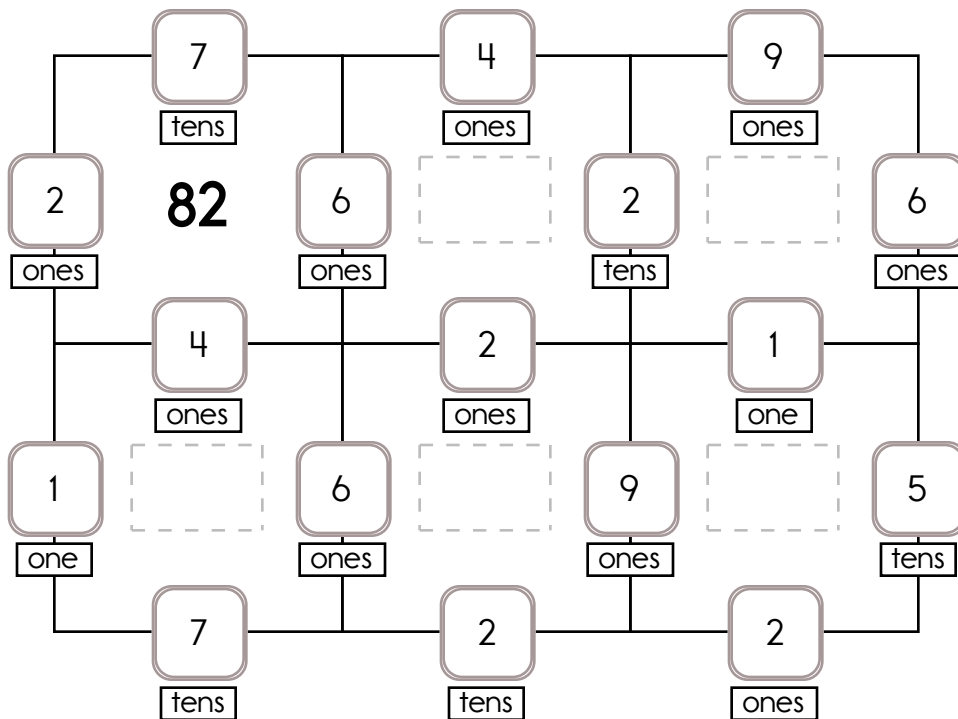 7 4 9
tens ones ones
2 82 6 2 6
ones ones tens ones
4 2 1
ones ones one
1 6 9 5
one ones ones tens
7 2 2
tens tens ones